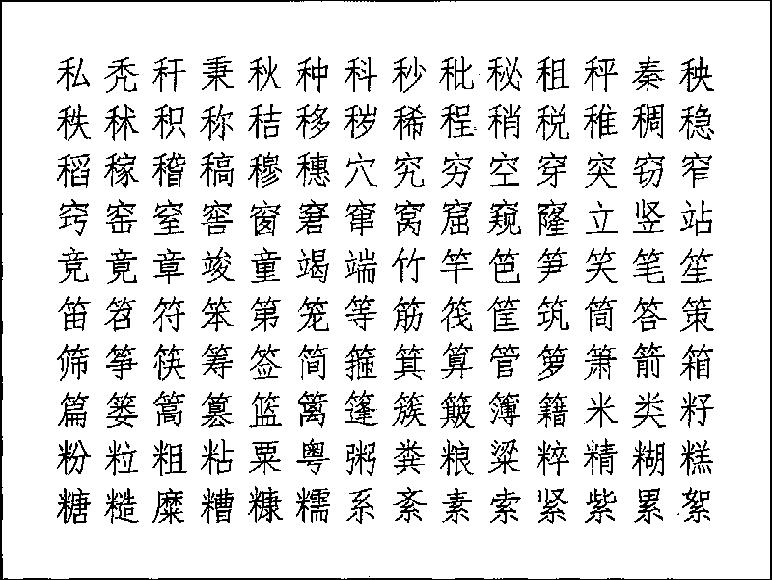 私秃秆秉秋种科秒秕秘租秤秦秧
秩秫积称秸移秽稀程稍税稚稠稳
稻稼稽稿穆穗穴究穷空穿突窃窄
窍窑窒窖窗窘窜窝窟窥窿立竖站
竞竟章竣童竭端竹竿笆笋笑笔笙
笛笤符笨第笼等筋筏筐筑筒答策
筛筝筷筹签简箍箕算管箩箫箭箱
篇篓篙篡篮篱篷簇簸簿籍米类籽
粉粒粗粘粟粤粥粪粮粱粹精糊糕
糖糙糜糟糠糯系紊素索紧紫累絮